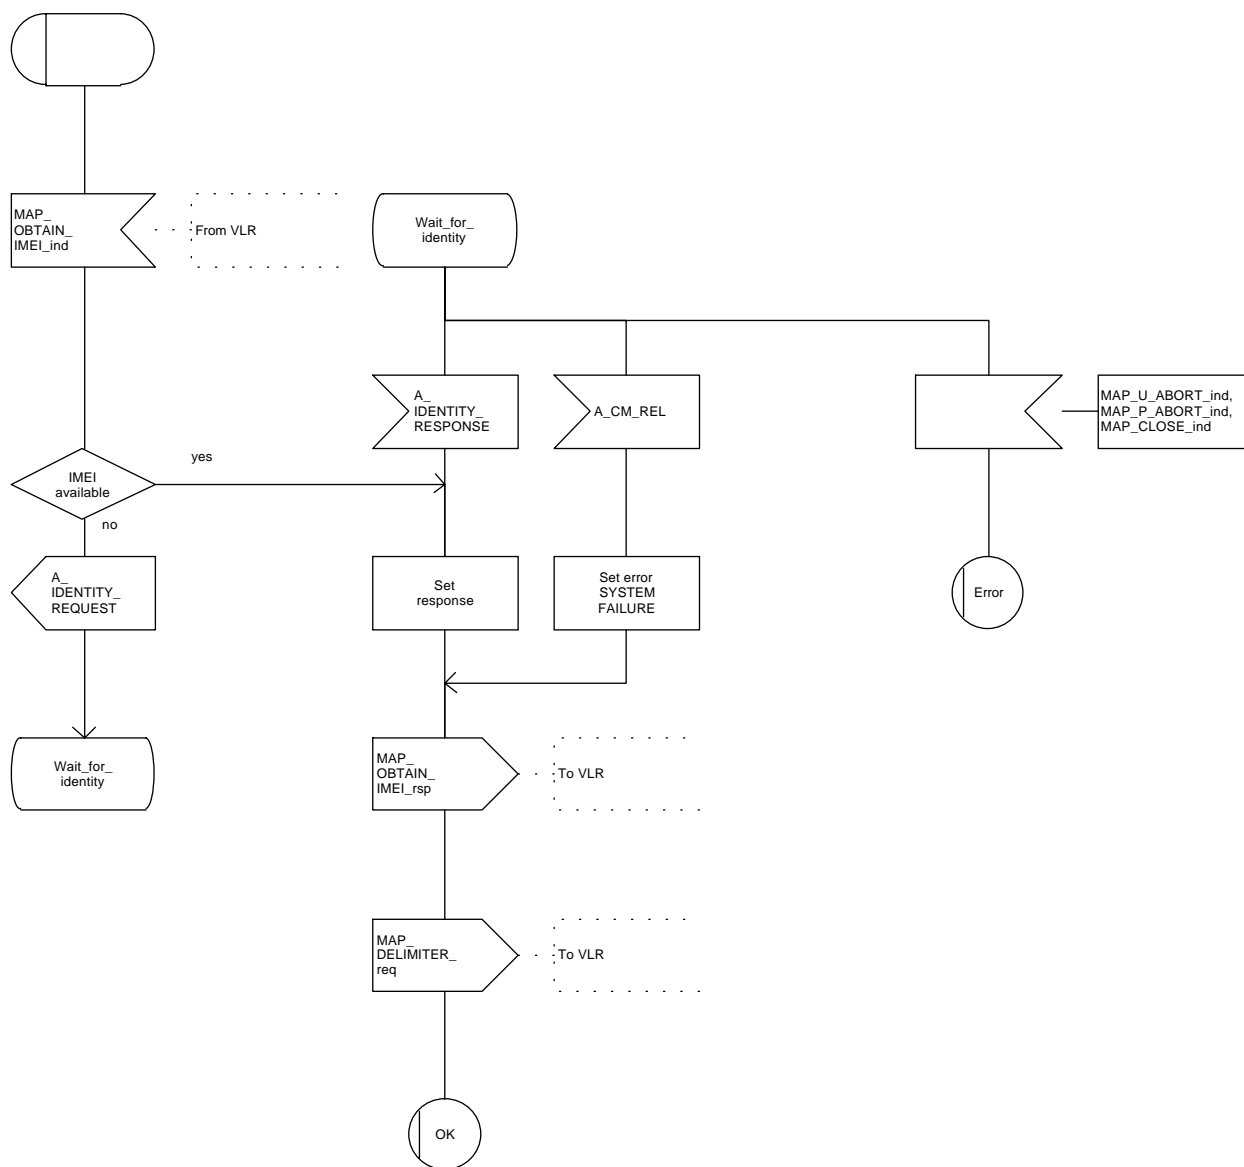 MAP_
OBTAIN_
IMEI_ind
From VLR
Wait_for_
identity
A_
IDENTITY_
RESPONSE
A_CM_REL
MAP_U_ABORT_ind,
MAP_P_ABORT_ind,
MAP_CLOSE_ind
IMEI
available
yes
no
A_
IDENTITY_
REQUEST
Set
response
Set error
SYSTEM
FAILURE
Error
Wait_for_
identity
MAP_
OBTAIN_
IMEI_rsp
To VLR
MAP_
DELIMITER_
req
To VLR
OK